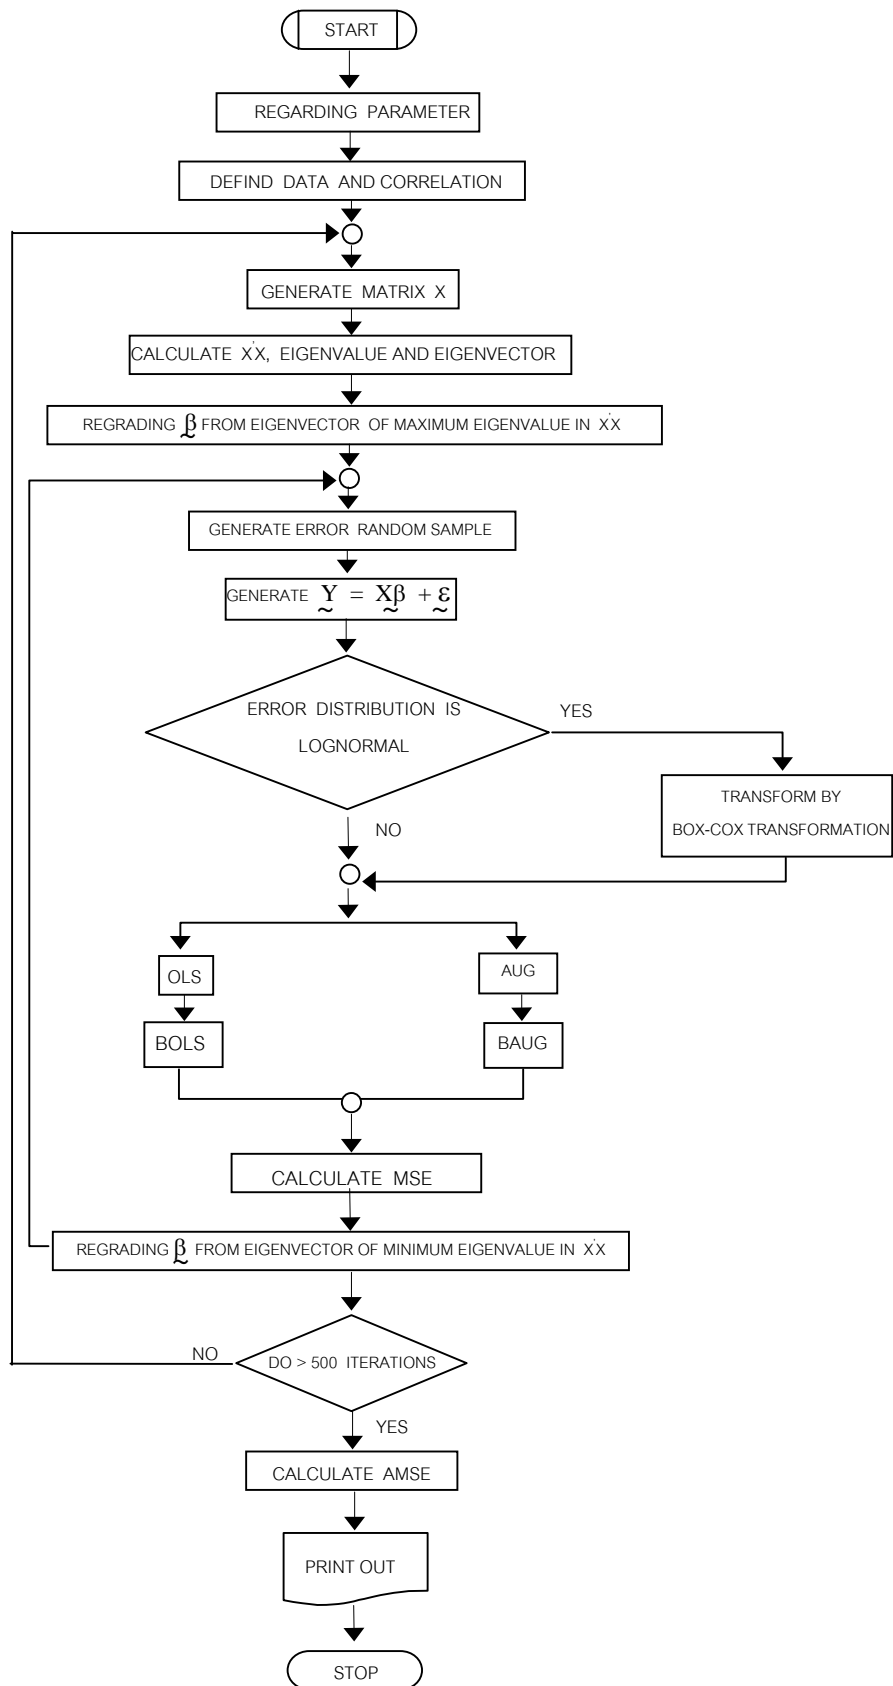 START
REGARDING PARAMETER
DEFIND DATA AND CORRELATION
GENERATE MATRIX X
CALCULATE X'X, EIGENVALUE AND EIGENVECTOR
REGRADING β̰ FROM EIGENVECTOR OF MAXIMUM EIGENVALUE IN X'X
GENERATE ERROR RANDOM SAMPLE
GENERATE Y̰ = X̰β + ε̰
ERROR DISTRIBUTION IS
LOGNORMAL
YES
TRANSFORM BY
BOX-COX TRANSFORMATION
NO
OLS
AUG
BOLS
BAUG
CALCULATE MSE
REGRADING β̰ FROM EIGENVECTOR OF MINIMUM EIGENVALUE IN X'X
NO
DO > 500 ITERATIONS
YES
CALCULATE AMSE
PRINT OUT
STOP